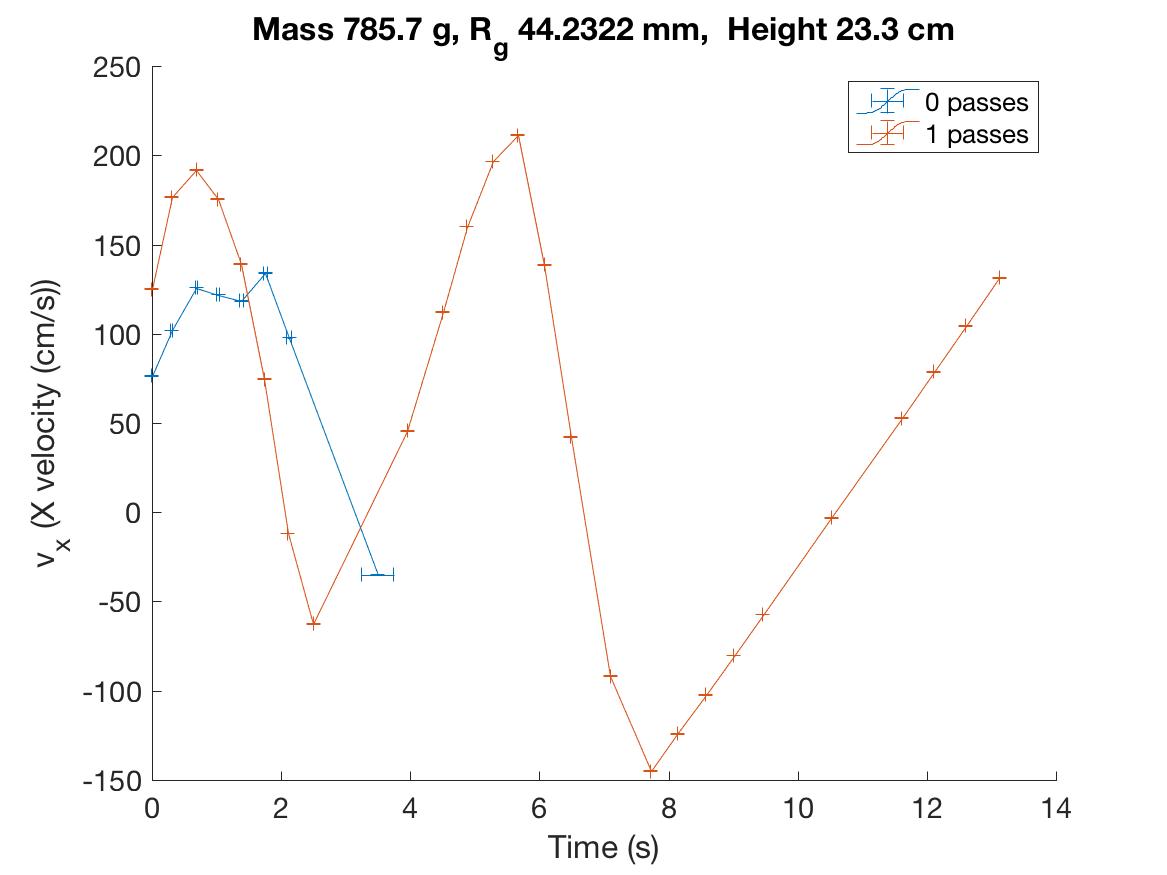 Mass 785.7 g, Rg 44.2322 mm,  Height 23.3 cm
250
200
150
100
50
0
-50
-100
-150
vx (X velocity (cm/s))
0 passes
1 passes
0 2 4 6 8 10 12 14
Time (s)